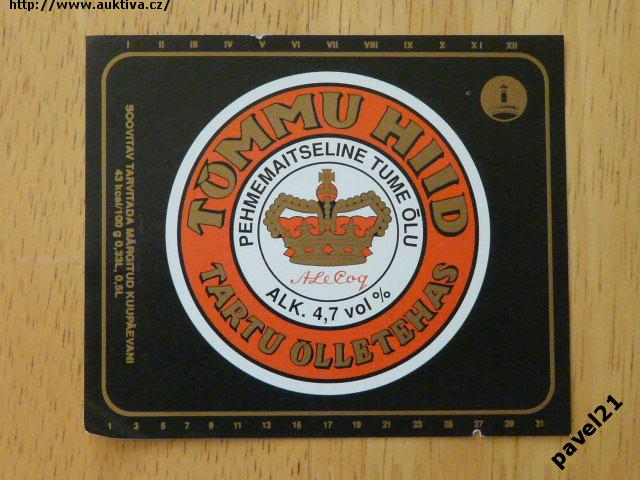 http://www.auktiva.cz/
I II III IV V VI VII VIII IX X XI XII
TÕMMU HIID
PEHMEMAITSELINE TUME ÕLU
A. Le Coq
ALK. 4,7 vol %
TARTU ÕLLETEHAS
SOOVITAV TARVITADA MÄRGITUD KUUPÄEVANI
43 kcal/100 g 0,33L, 0,5L
1 3 5 7 9 11 13 15 17 19 21 23 25 27 29 31
pavel21